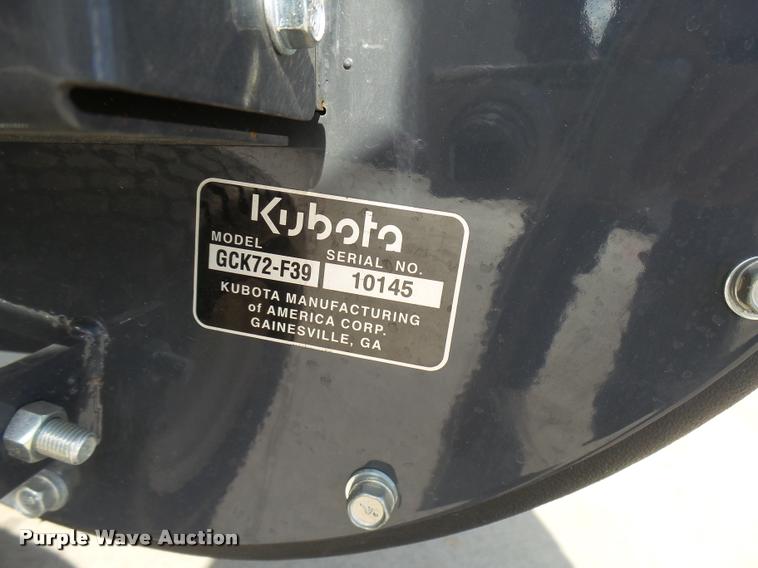 Kubota
MODEL SERIAL NO.
GCK72-F39 10145
KUBOTA MANUFACTURING
of AMERICA CORP.
GAINESVILLE, GA
Purple Wave Auction